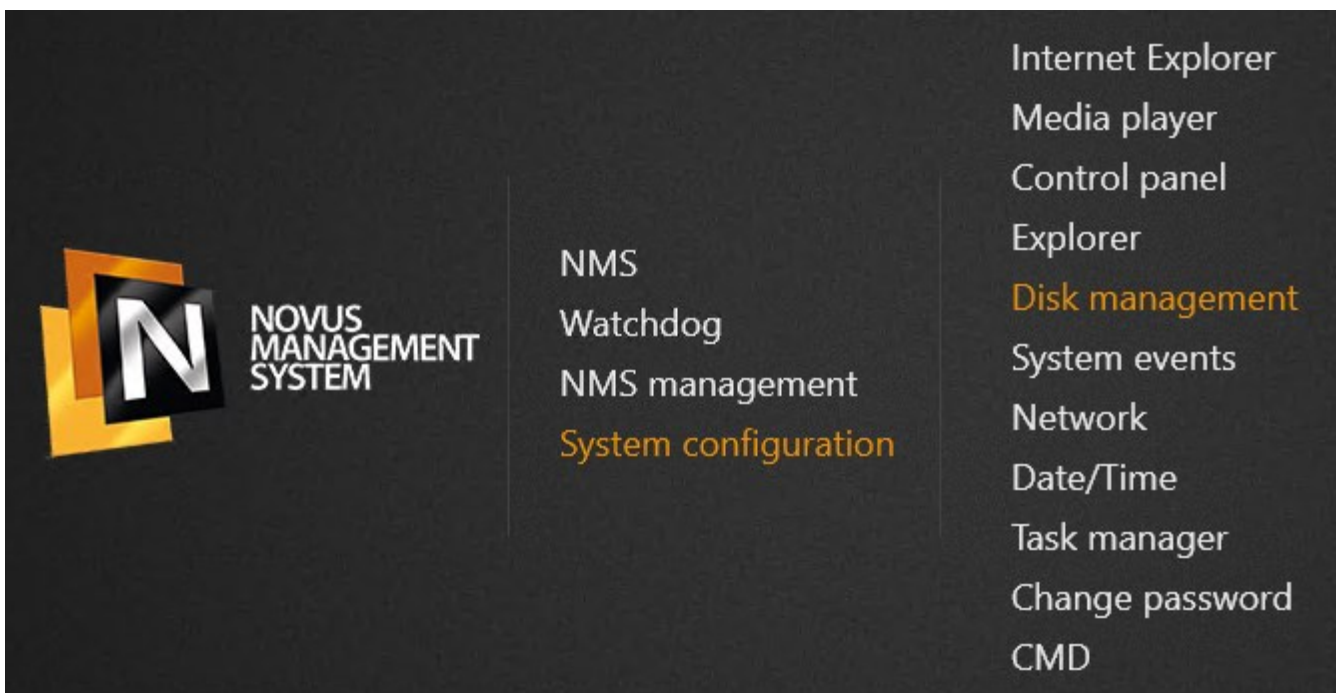 N
NOVUS
MANAGEMENT
SYSTEM
NMS
Watchdog
NMS management
System configuration
Internet Explorer
Media player
Control panel
Explorer
Disk management
System events
Network
Date/Time
Task manager
Change password
CMD